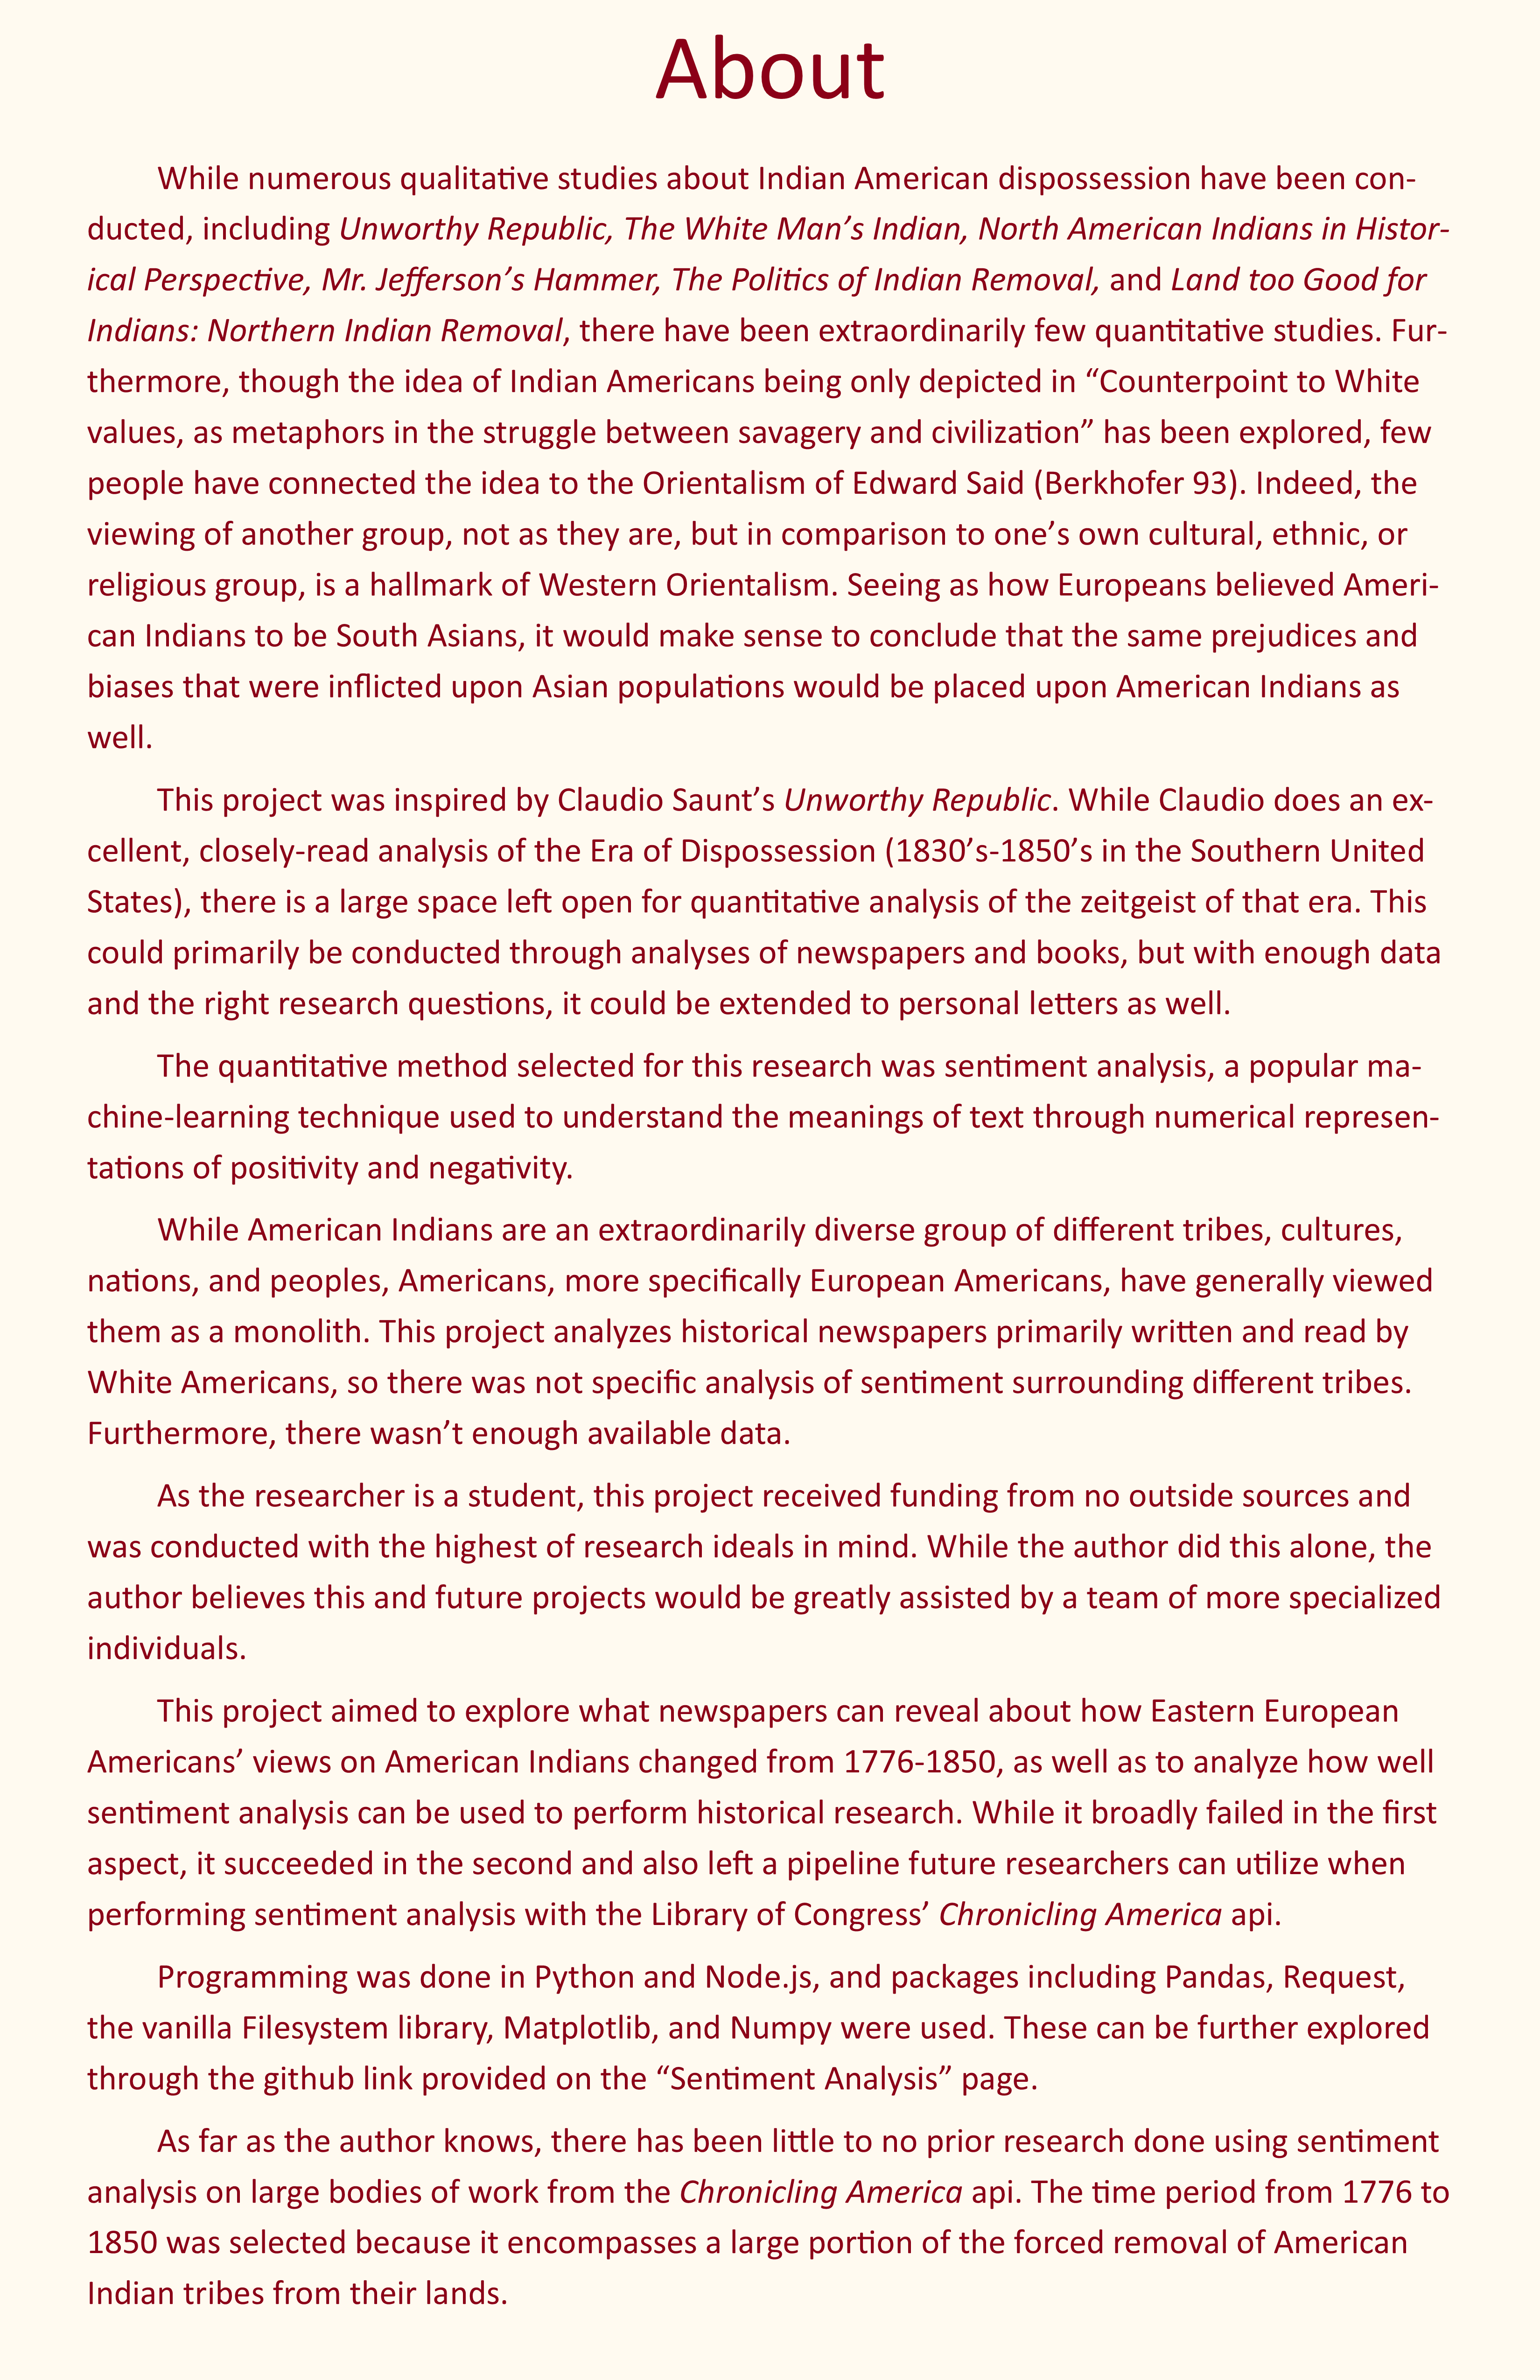 About
While numerous qualitative studies about Indian American dispossession have been con-
ducted, including Unworthy Republic, The White Man’s Indian, North American Indians in Histor-
ical Perspective, Mr. Jefferson’s Hammer, The Politics of Indian Removal, and Land too Good for
Indians: Northern Indian Removal, there have been extraordinarily few quantitative studies. Fur-
thermore, though the idea of Indian Americans being only depicted in “Counterpoint to White
values, as metaphors in the struggle between savagery and civilization” has been explored, few
people have connected the idea to the Orientalism of Edward Said (Berkhofer 93). Indeed, the
viewing of another group, not as they are, but in comparison to one’s own cultural, ethnic, or
religious group, is a hallmark of Western Orientalism. Seeing as how Europeans believed Ameri-
can Indians to be South Asians, it would make sense to conclude that the same prejudices and
biases that were inflicted upon Asian populations would be placed upon American Indians as
well.
This project was inspired by Claudio Saunt’s Unworthy Republic. While Claudio does an ex-
cellent, closely-read analysis of the Era of Dispossession (1830’s-1850’s in the Southern United
States), there is a large space left open for quantitative analysis of the zeitgeist of that era. This
could primarily be conducted through analyses of newspapers and books, but with enough data
and the right research questions, it could be extended to personal letters as well.
The quantitative method selected for this research was sentiment analysis, a popular ma-
chine-learning technique used to understand the meanings of text through numerical represen-
tations of positivity and negativity.
While American Indians are an extraordinarily diverse group of different tribes, cultures,
nations, and peoples, Americans, more specifically European Americans, have generally viewed
them as a monolith. This project analyzes historical newspapers primarily written and read by
White Americans, so there was not specific analysis of sentiment surrounding different tribes.
Furthermore, there wasn’t enough available data.
As the researcher is a student, this project received funding from no outside sources and
was conducted with the highest of research ideals in mind. While the author did this alone, the
author believes this and future projects would be greatly assisted by a team of more specialized
individuals.
This project aimed to explore what newspapers can reveal about how Eastern European
Americans’ views on American Indians changed from 1776-1850, as well as to analyze how well
sentiment analysis can be used to perform historical research. While it broadly failed in the first
aspect, it succeeded in the second and also left a pipeline future researchers can utilize when
performing sentiment analysis with the Library of Congress’ Chronicling America api.
Programming was done in Python and Node.js, and packages including Pandas, Request,
the vanilla Filesystem library, Matplotlib, and Numpy were used. These can be further explored
through the github link provided on the “Sentiment Analysis” page.
As far as the author knows, there has been little to no prior research done using sentiment
analysis on large bodies of work from the Chronicling America api. The time period from 1776 to
1850 was selected because it encompasses a large portion of the forced removal of American
Indian tribes from their lands.